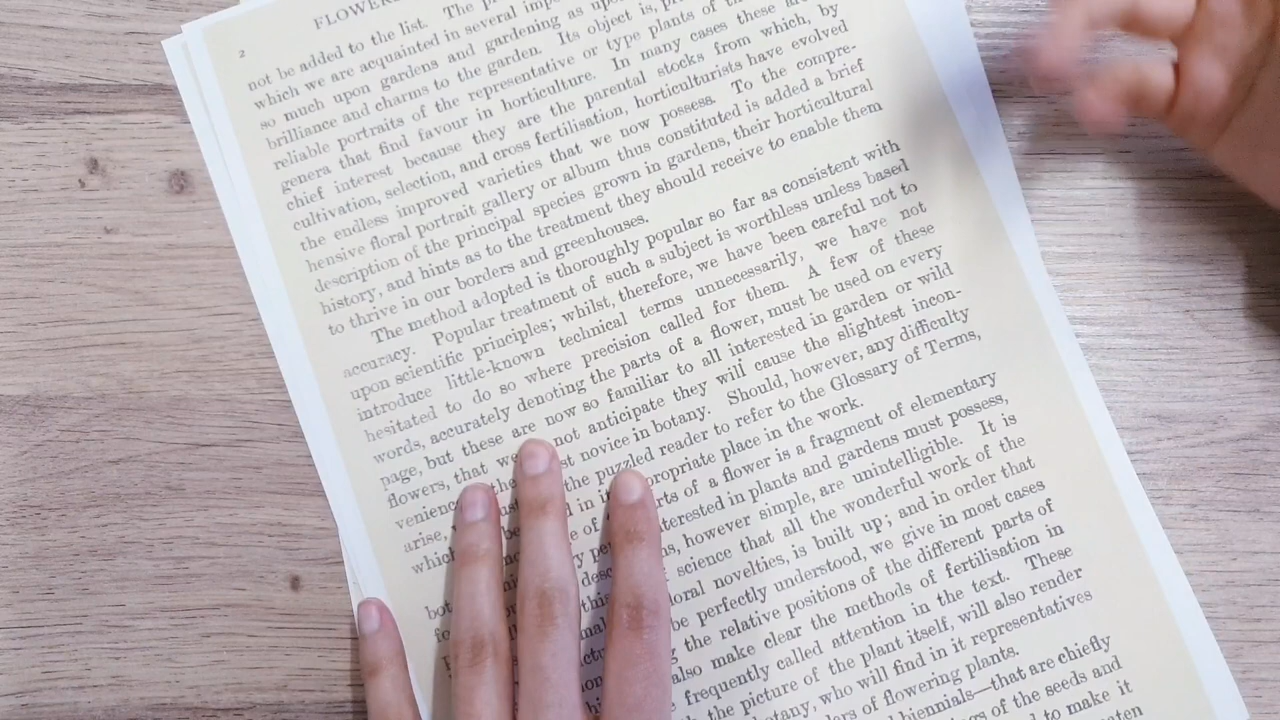 2 FLOWERS
not be added to the list. The
which we are acquainted in several
so much upon gardens and gardening as
brilliance and charms to the garden. Its object is,
reliable portraits of the representative or type plants of
genera that find favour in horticulture. In many cases these
chief interest because they are the parental stocks from which, by
cultivation, selection, and cross fertilisation, horticulturists have evolved
the endless improved varieties that we now possess. To the compre-
hensive floral portrait gallery or album thus constituted is added a brief
description of the principal species grown in gardens, their horticultural
history, and hints as to the treatment they should receive to enable them
to thrive in our borders and greenhouses.
The method adopted is thoroughly popular so far as consistent with
accuracy. Popular treatment of such a subject is worthless unless based
upon scientific principles; whilst, therefore, we have been careful not to
introduce little-known technical terms unnecessarily, we have not
hesitated to do so where precision called for them. A few of these
words, accurately denoting the parts of a flower, must be used on every
page, but these are now so familiar to all interested in garden or wild
flowers, that we not anticipate they will cause the slightest incon-
venience novice in botany. Should, however, any difficulty
arise, the puzzled reader to refer to the Glossary of Terms,
which in propriate place in the work.
of a flower is a fragment of elementary
interested in plants and gardens must possess,
however simple, are unintelligible. It is
science that all the wonderful work of the
floral novelties, is built up; and in order that
be perfectly understood, we give in most cases
the relative positions of the different parts of
also make clear the methods of fertilisation in
frequently called attention in the text. These
the picture of the plant itself, will also render
botany, who will find in it representatives
of flowering plants.
biennials—that are chiefly
of the seeds and
to make it